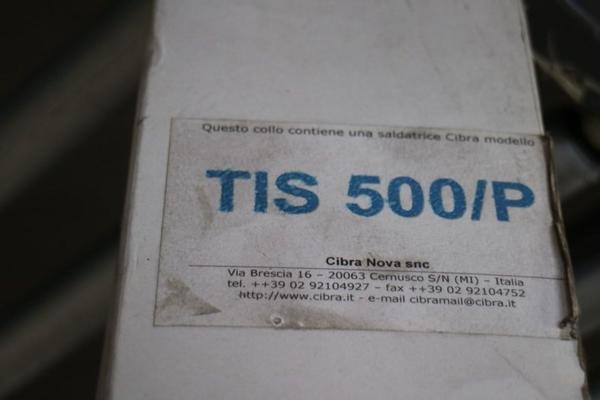 Questo collo contiene una saldatrice Cibra modello
TIS 500/P
Cibra Nova snc
Via Brescia 16 – 20063 Cernusco S/N (MI) – Italia
tel. ++39 02 92104927 – fax ++39 02 92104752
http://www.cibra.it - e-mail cibramail@cibra.it